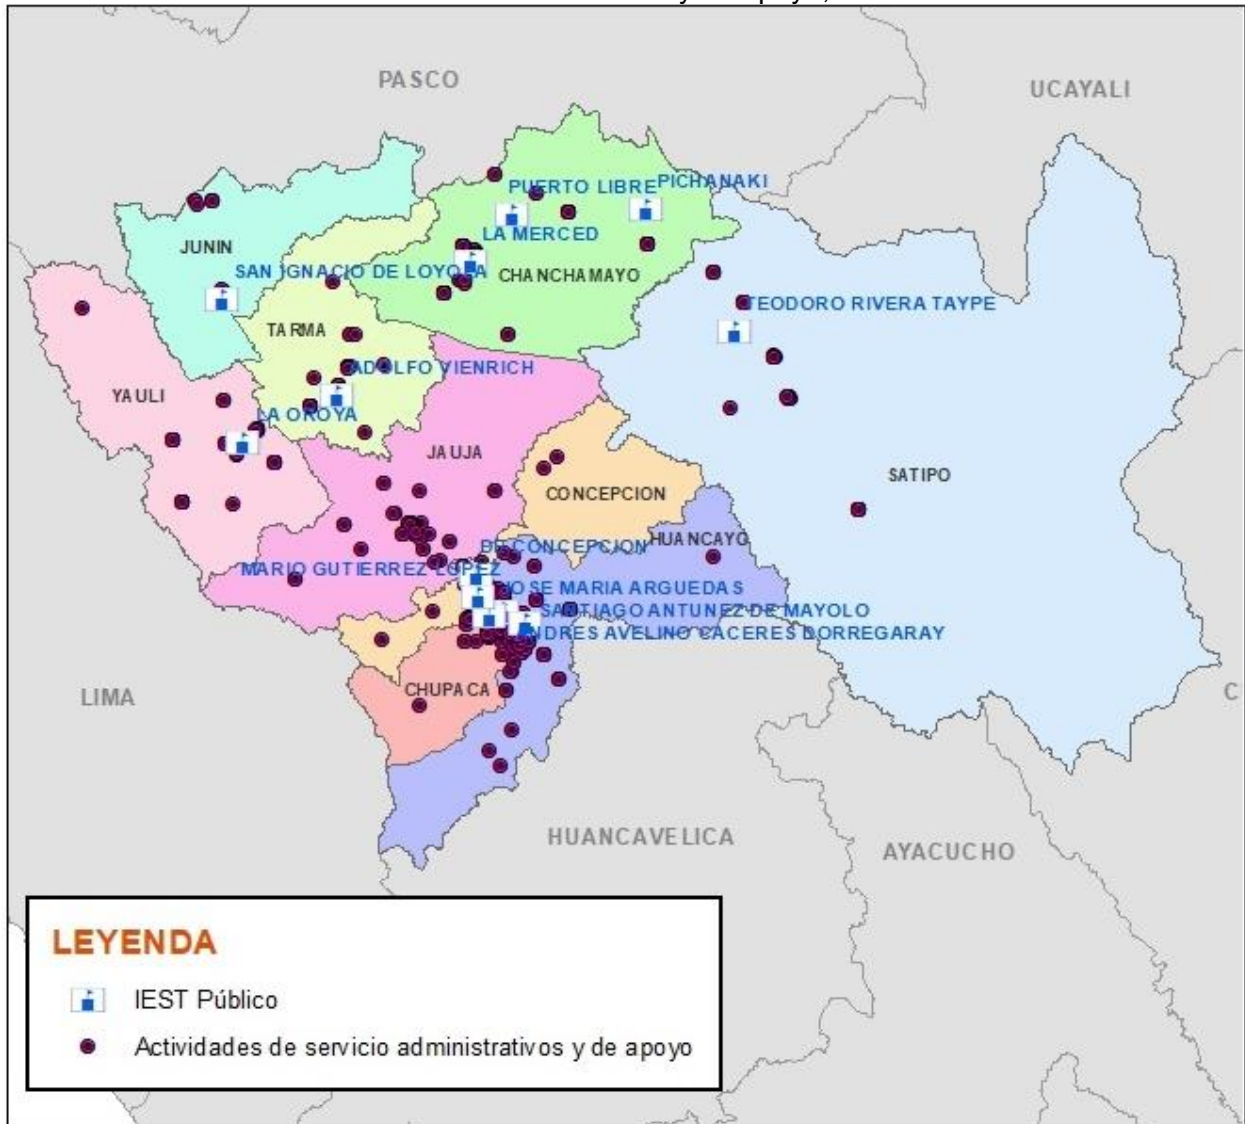 PASCO
UCAYALI
PUERTO LIBRE
PICHANAKI
LA MERCED
JUNIN
SAN IGNACIO DE LOYOLA
CHANCHAMAYO
TEODORO RIVERA TAYPE
TARMA
ADOLFO VIENRICH
YAULI
LA OROYA
JAUJA
SATIPO
CONCEPCION
HUANCAYO
DE CONCEPCION
MARIO GUTIERREZ LOPEZ
JOSE MARIA ARGUEDAS
SANTIAGO ANTUNEZ DE MAYOLO
ANDRES AVELINO CACERES DORREGARAY
CHUPACA
LIMA
C
HUANCAVELICA
AYACUCHO
LEYENDA
IEST Público
Actividades de servicio administrativos y de apoyo